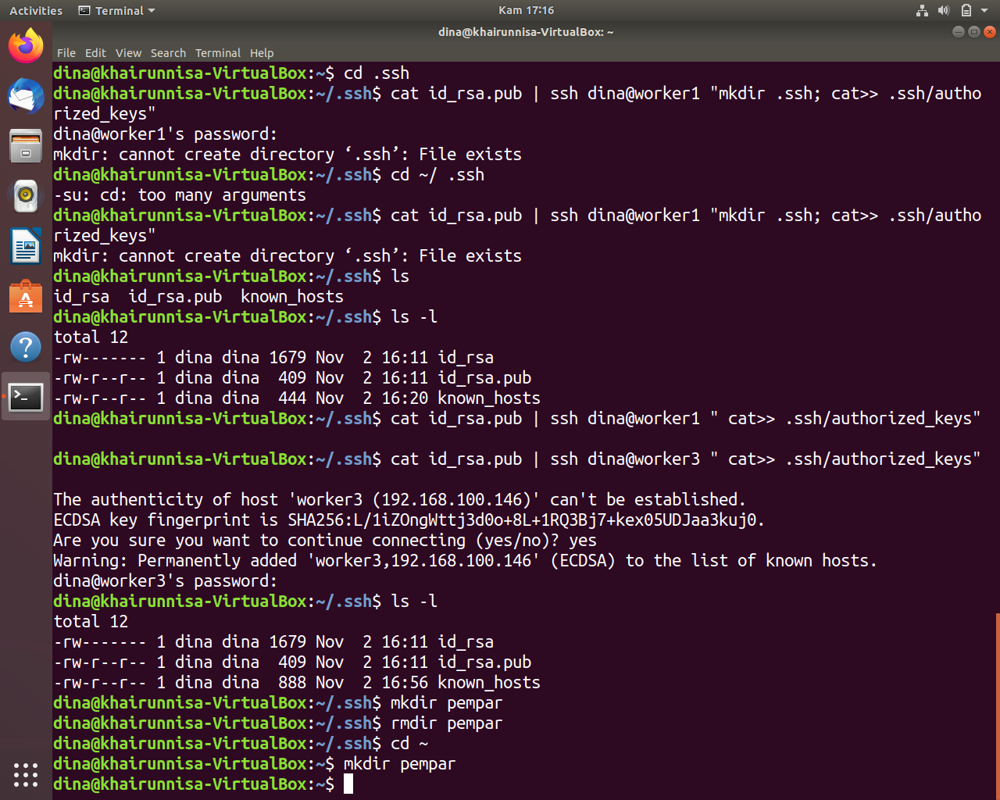 Activities
Terminal
Kam 17:16
dina@khairunnisa-VirtualBox: ~
File Edit View Search Terminal Help
dina@khairunnisa-VirtualBox:~$ cd .ssh
dina@khairunnisa-VirtualBox:~/.ssh$ cat id_rsa.pub | ssh dina@worker1 "mkdir .ssh; cat>> .ssh/autho
rized_keys"
dina@worker1's password:
mkdir: cannot create directory ‘.ssh’: File exists
dina@khairunnisa-VirtualBox:~/.ssh$ cd ~/ .ssh
-su: cd: too many arguments
dina@khairunnisa-VirtualBox:~/.ssh$ cat id_rsa.pub | ssh dina@worker1 "mkdir .ssh; cat>> .ssh/autho
rized_keys"
mkdir: cannot create directory ‘.ssh’: File exists
dina@khairunnisa-VirtualBox:~/.ssh$ ls
id_rsa  id_rsa.pub  known_hosts
dina@khairunnisa-VirtualBox:~/.ssh$ ls -l
total 12
-rw------- 1 dina dina 1679 Nov  2 16:11 id_rsa
-rw-r--r-- 1 dina dina  409 Nov  2 16:11 id_rsa.pub
-rw-r--r-- 1 dina dina  444 Nov  2 16:20 known_hosts
dina@khairunnisa-VirtualBox:~/.ssh$ cat id_rsa.pub | ssh dina@worker1 " cat>> .ssh/authorized_keys"
dina@khairunnisa-VirtualBox:~/.ssh$ cat id_rsa.pub | ssh dina@worker3 " cat>> .ssh/authorized_keys"
The authenticity of host 'worker3 (192.168.100.146)' can't be established.
ECDSA key fingerprint is SHA256:L/1iZOngWttj3d0o+8L+1RQ3Bj7+kex05UDJaa3kuj0.
Are you sure you want to continue connecting (yes/no)? yes
Warning: Permanently added 'worker3,192.168.100.146' (ECDSA) to the list of known hosts.
dina@worker3's password:
dina@khairunnisa-VirtualBox:~/.ssh$ ls -l
total 12
-rw------- 1 dina dina 1679 Nov  2 16:11 id_rsa
-rw-r--r-- 1 dina dina  409 Nov  2 16:11 id_rsa.pub
-rw-r--r-- 1 dina dina  888 Nov  2 16:56 known_hosts
dina@khairunnisa-VirtualBox:~/.ssh$ mkdir pempar
dina@khairunnisa-VirtualBox:~/.ssh$ rmdir pempar
dina@khairunnisa-VirtualBox:~/.ssh$ cd ~
dina@khairunnisa-VirtualBox:~$ mkdir pempar
dina@khairunnisa-VirtualBox:~$